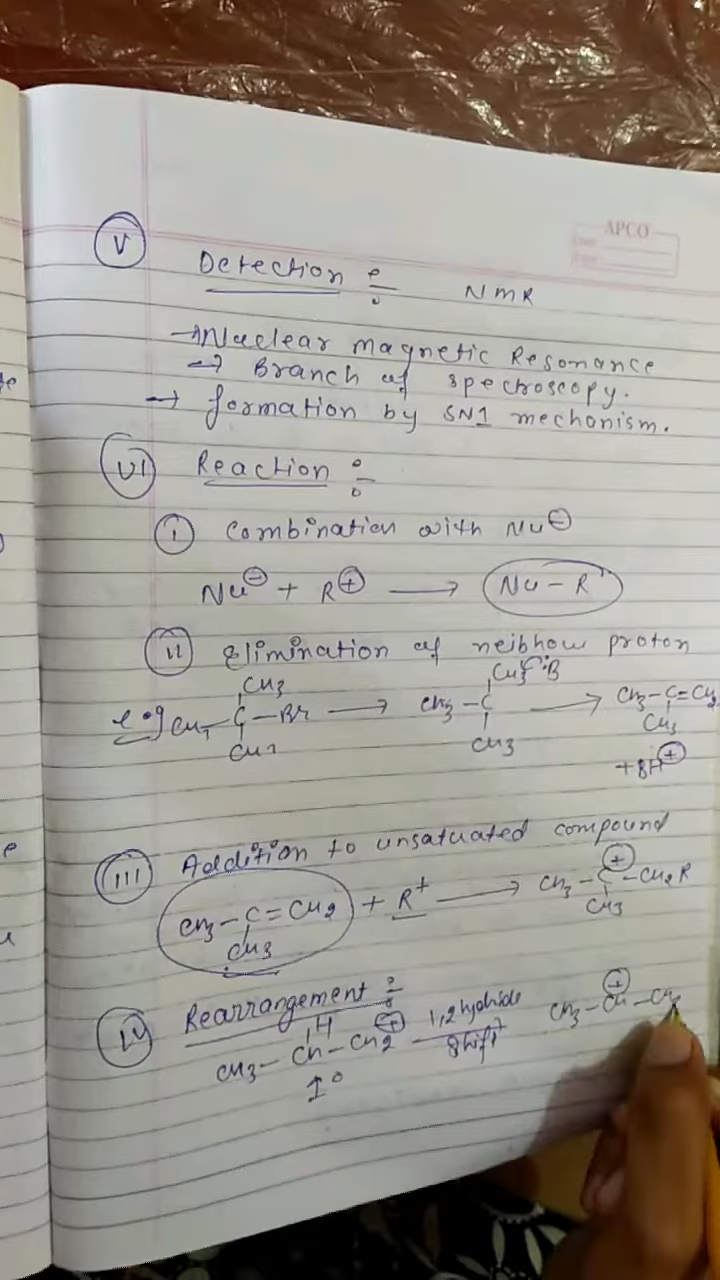 APCO
V Detection : NMR
→ Nuclear Magnetic Resonance
→ Branch of spectroscopy.
→ formation by SN1 mechonism.
VI Reaction :
I Combination with Nu⊖
Nu⊖ + R⊕ ⟶ Nu – R
II Elimination of neibhow proton
CH3 CH3 :B
e.g CH3 – C – Br ⟶ CH3 – C ⟶ CH3 – C = CH2
CH3 CH3 CH3
+ BH⊕
III Addition to unsatuated compound
CH3 – C = CH2 + R+ ⟶ CH3 – C⊕ – CH2R
CH3 CH3
IV Rearrangement :
H
CH3 – CH – CH2⊕ 1,2 hydride shift CH3 – CH⊕ – CH3
1°